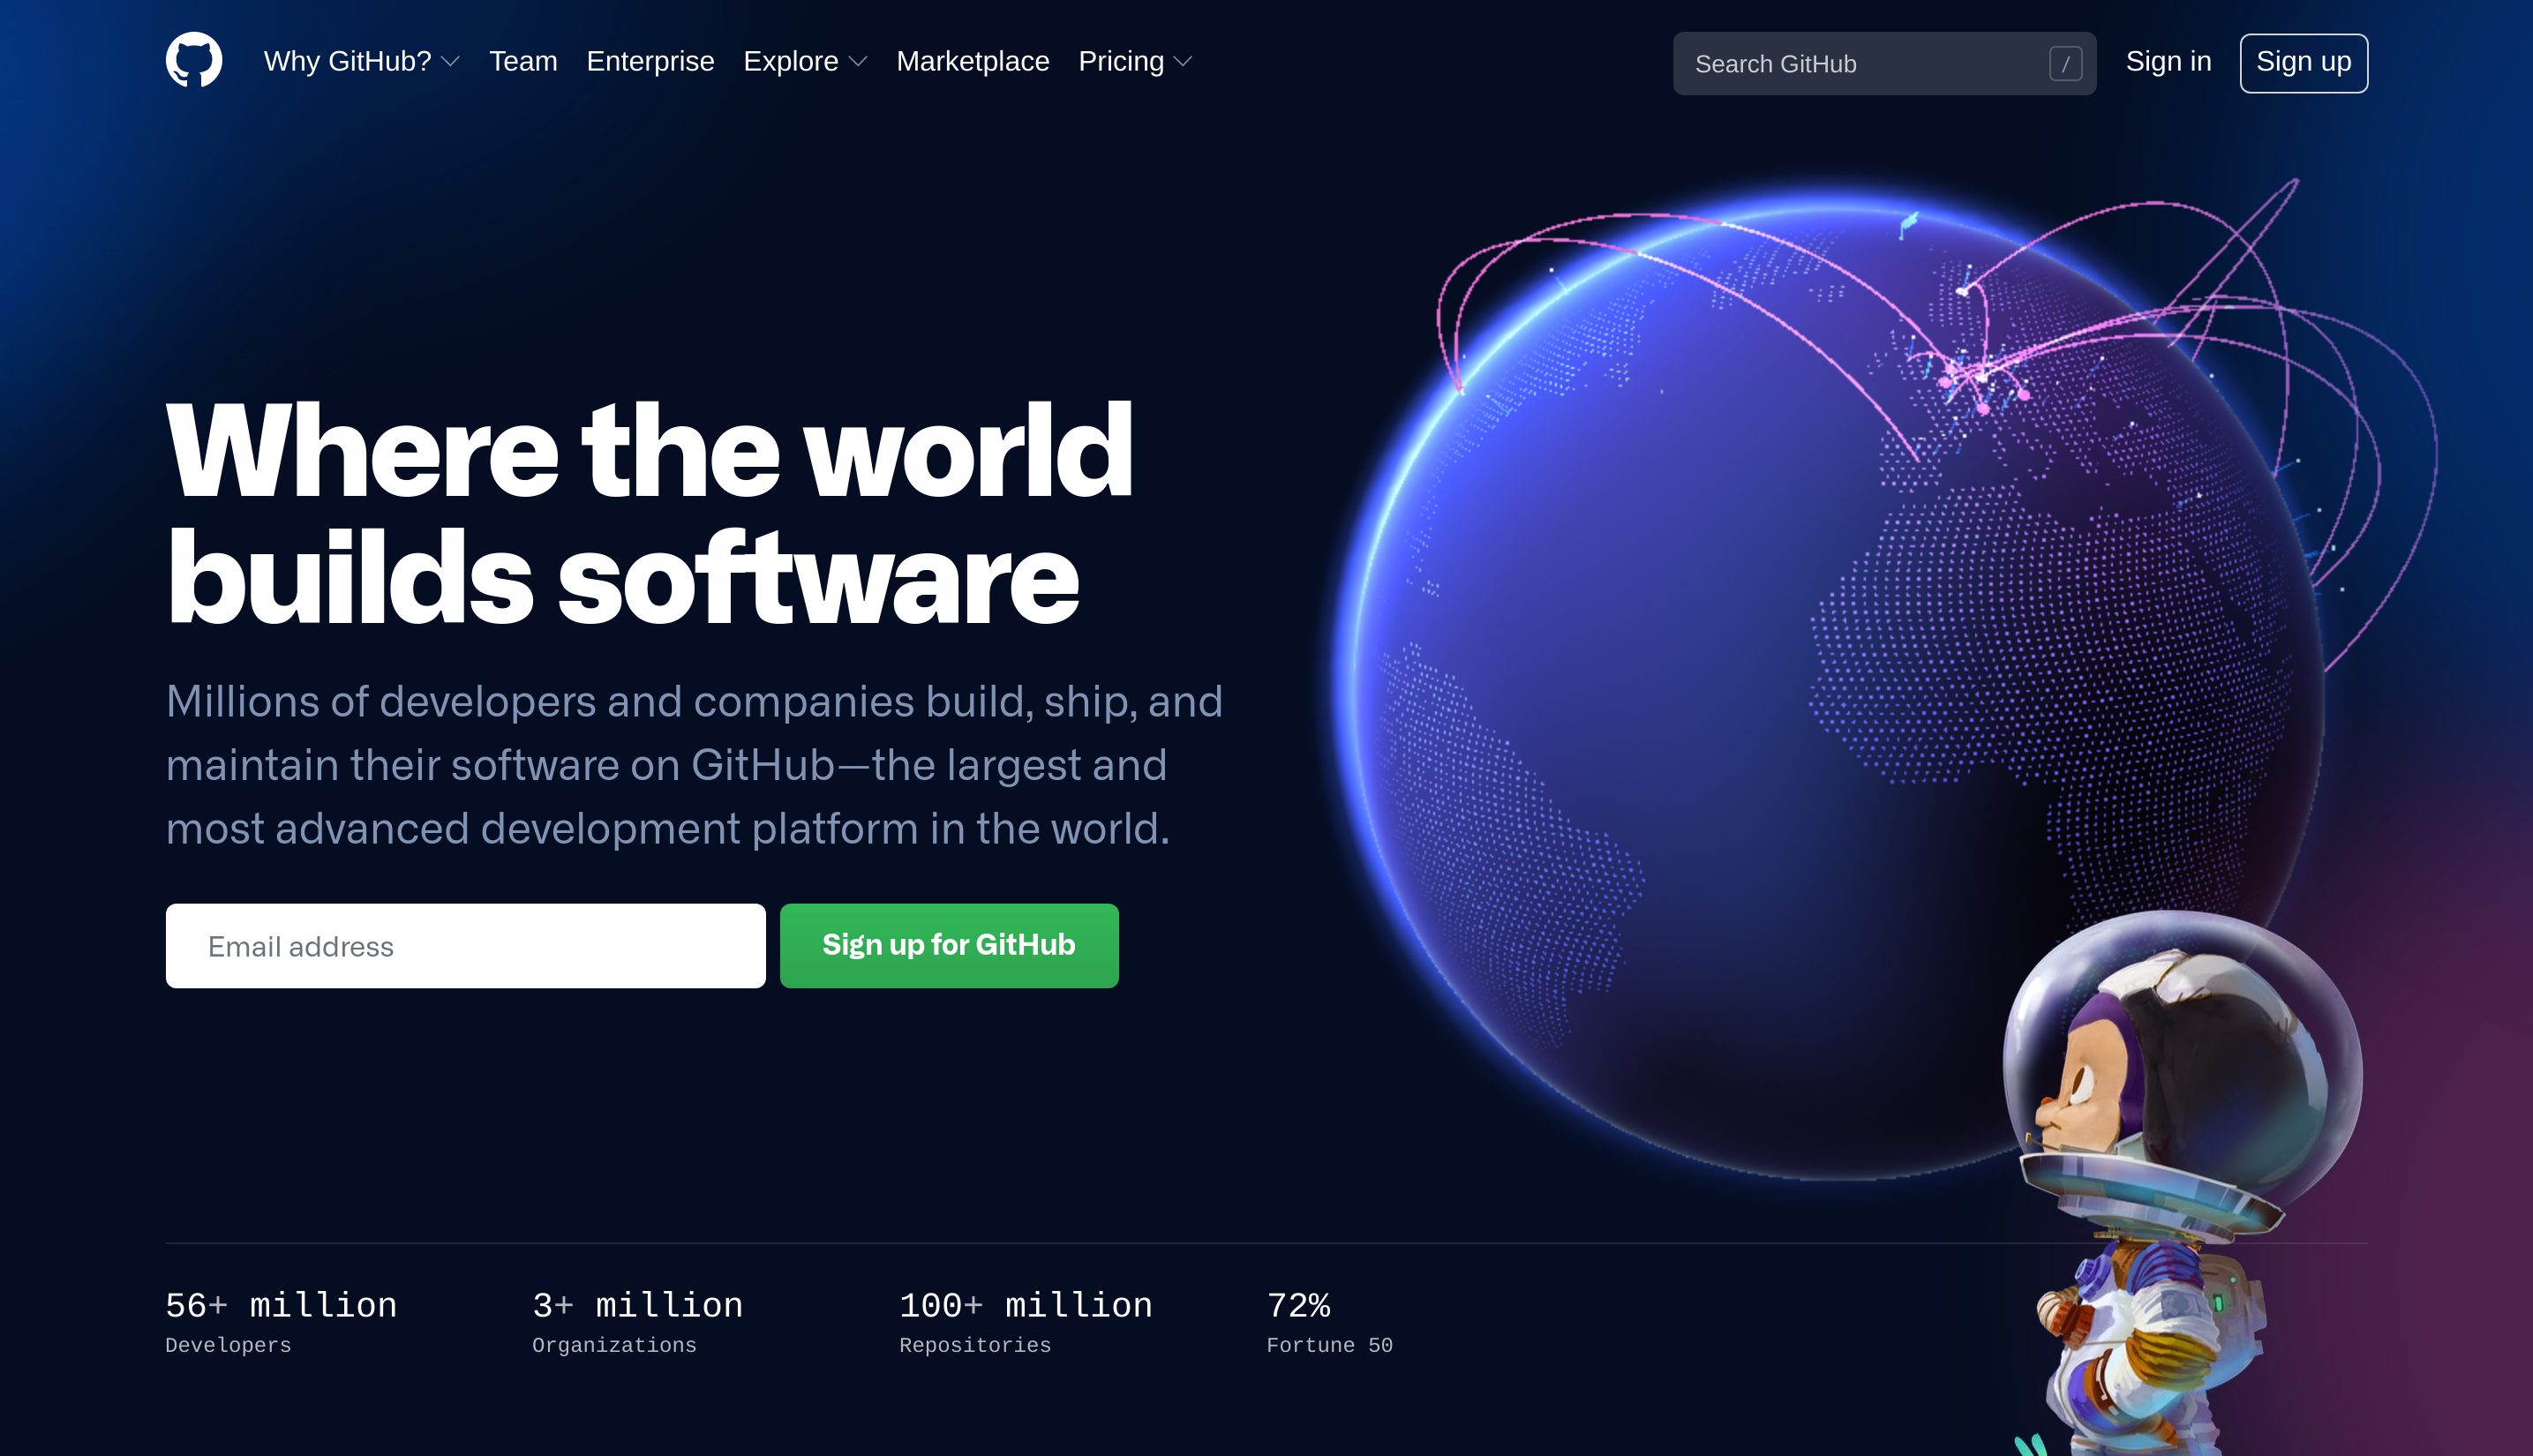 Why GitHub? Team Enterprise Explore Marketplace Pricing Search GitHub / Sign in Sign up
Where the world
builds software
Millions of developers and companies build, ship, and
maintain their software on GitHub—the largest and
most advanced development platform in the world.
Email address Sign up for GitHub
56+ million 3+ million 100+ million 72%
Developers Organizations Repositories Fortune 50